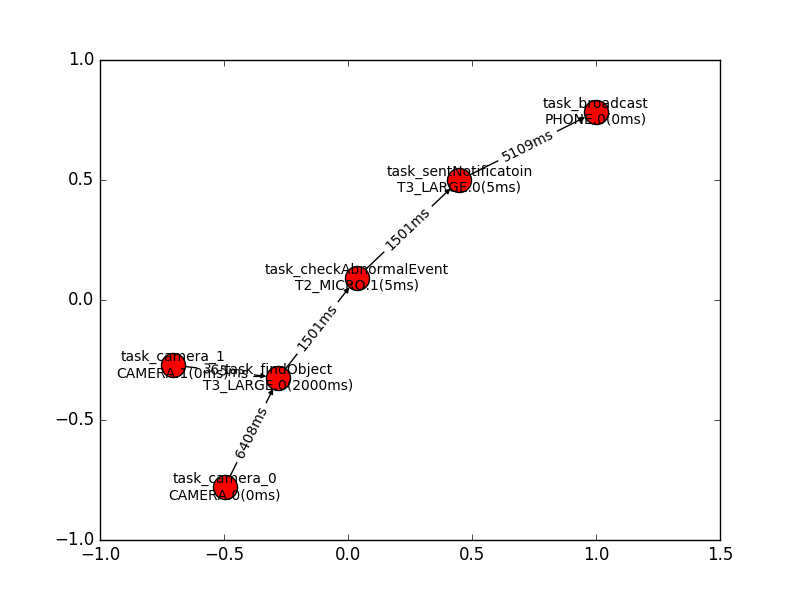 1.0
0.5
0.0
−0.5
−1.0
−1.0
−0.5
0.0
0.5
1.0
1.5
task_broadcast
PHONE.0(0ms)
5109ms
task_sentNotificatoin
T3_LARGE.0(5ms)
1501ms
task_checkAbnormalEvent
T2_MICRO.1(5ms)
1501ms
task_camera_1
CAMERA.1(0ms)
task_findObject
T3_LARGE.0(2000ms)
6408ms
task_camera_0
CAMERA.0(0ms)